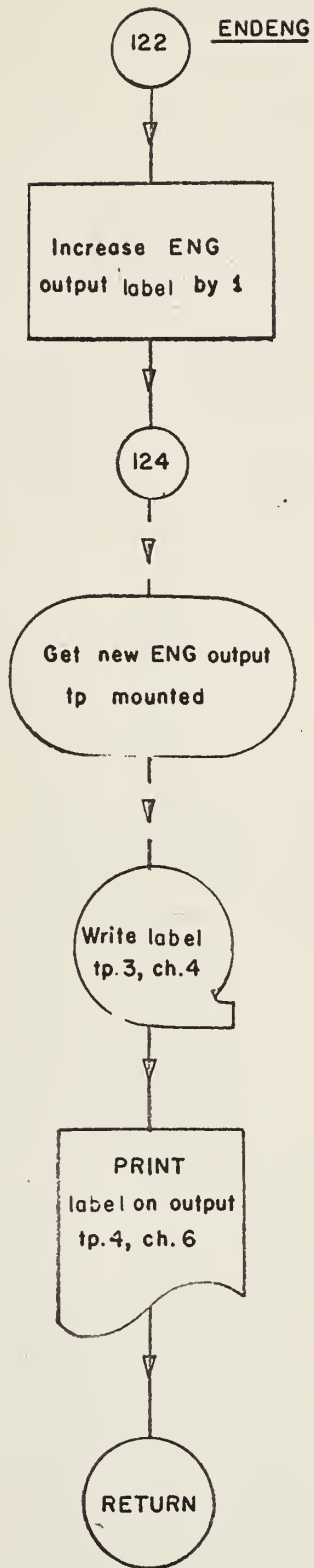 122
ENDENG
Increase ENG
output label by 1
124
Get new ENG output
tp mounted
Write label
tp.3, ch.4
PRINT
label on output
tp.4, ch.6
RETURN